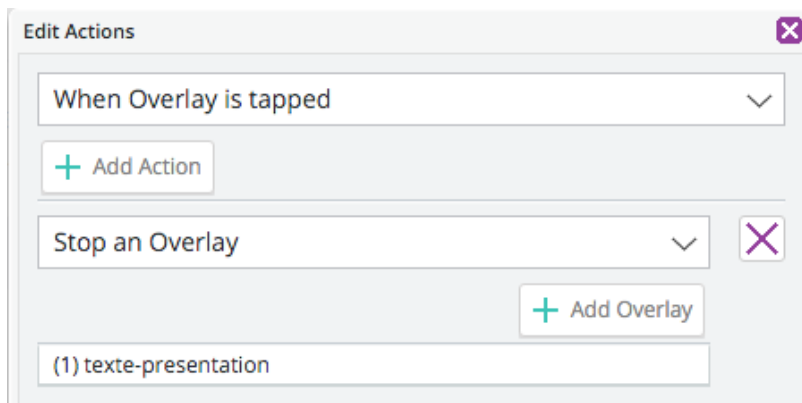 Edit Actions
When Overlay is tapped
Add Action
Stop an Overlay
Add Overlay
(1) texte-presentation